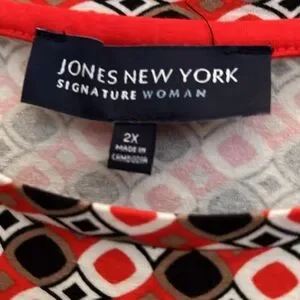 JONES NEW YORK
SIGNATURE WOMAN
2X
MADE IN
CAMBODIA